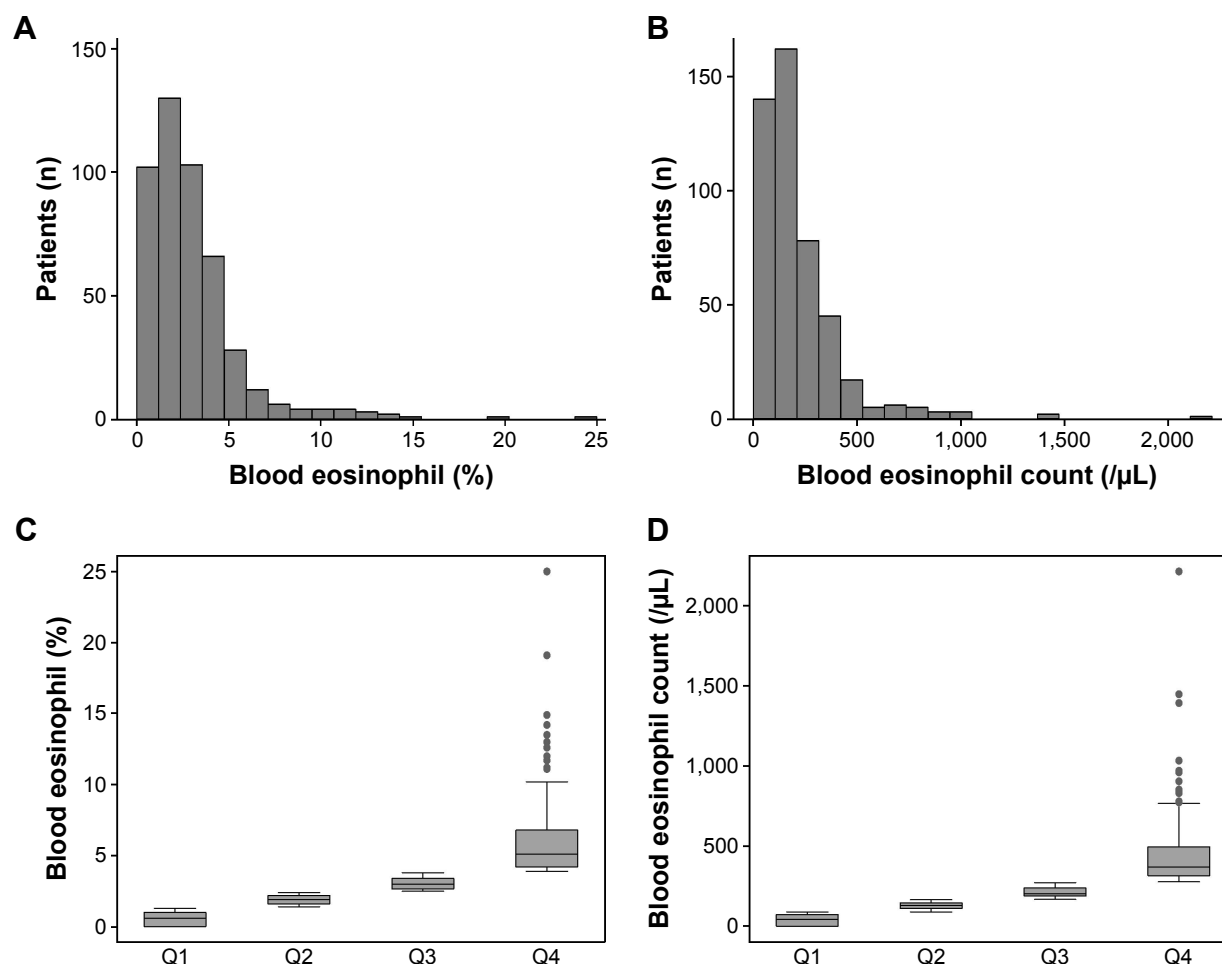 A
150
100
50
0
Patients (n)
0 5 10 15 20 25
Blood eosinophil (%)
B
150
100
50
0
Patients (n)
0 500 1,000 1,500 2,000
Blood eosinophil count (/µL)
C
25
20
15
10
5
0
Blood eosinophil (%)
Q1 Q2 Q3 Q4
D
2,000
1,500
1,000
500
0
Blood eosinophil count (/µL)
Q1 Q2 Q3 Q4